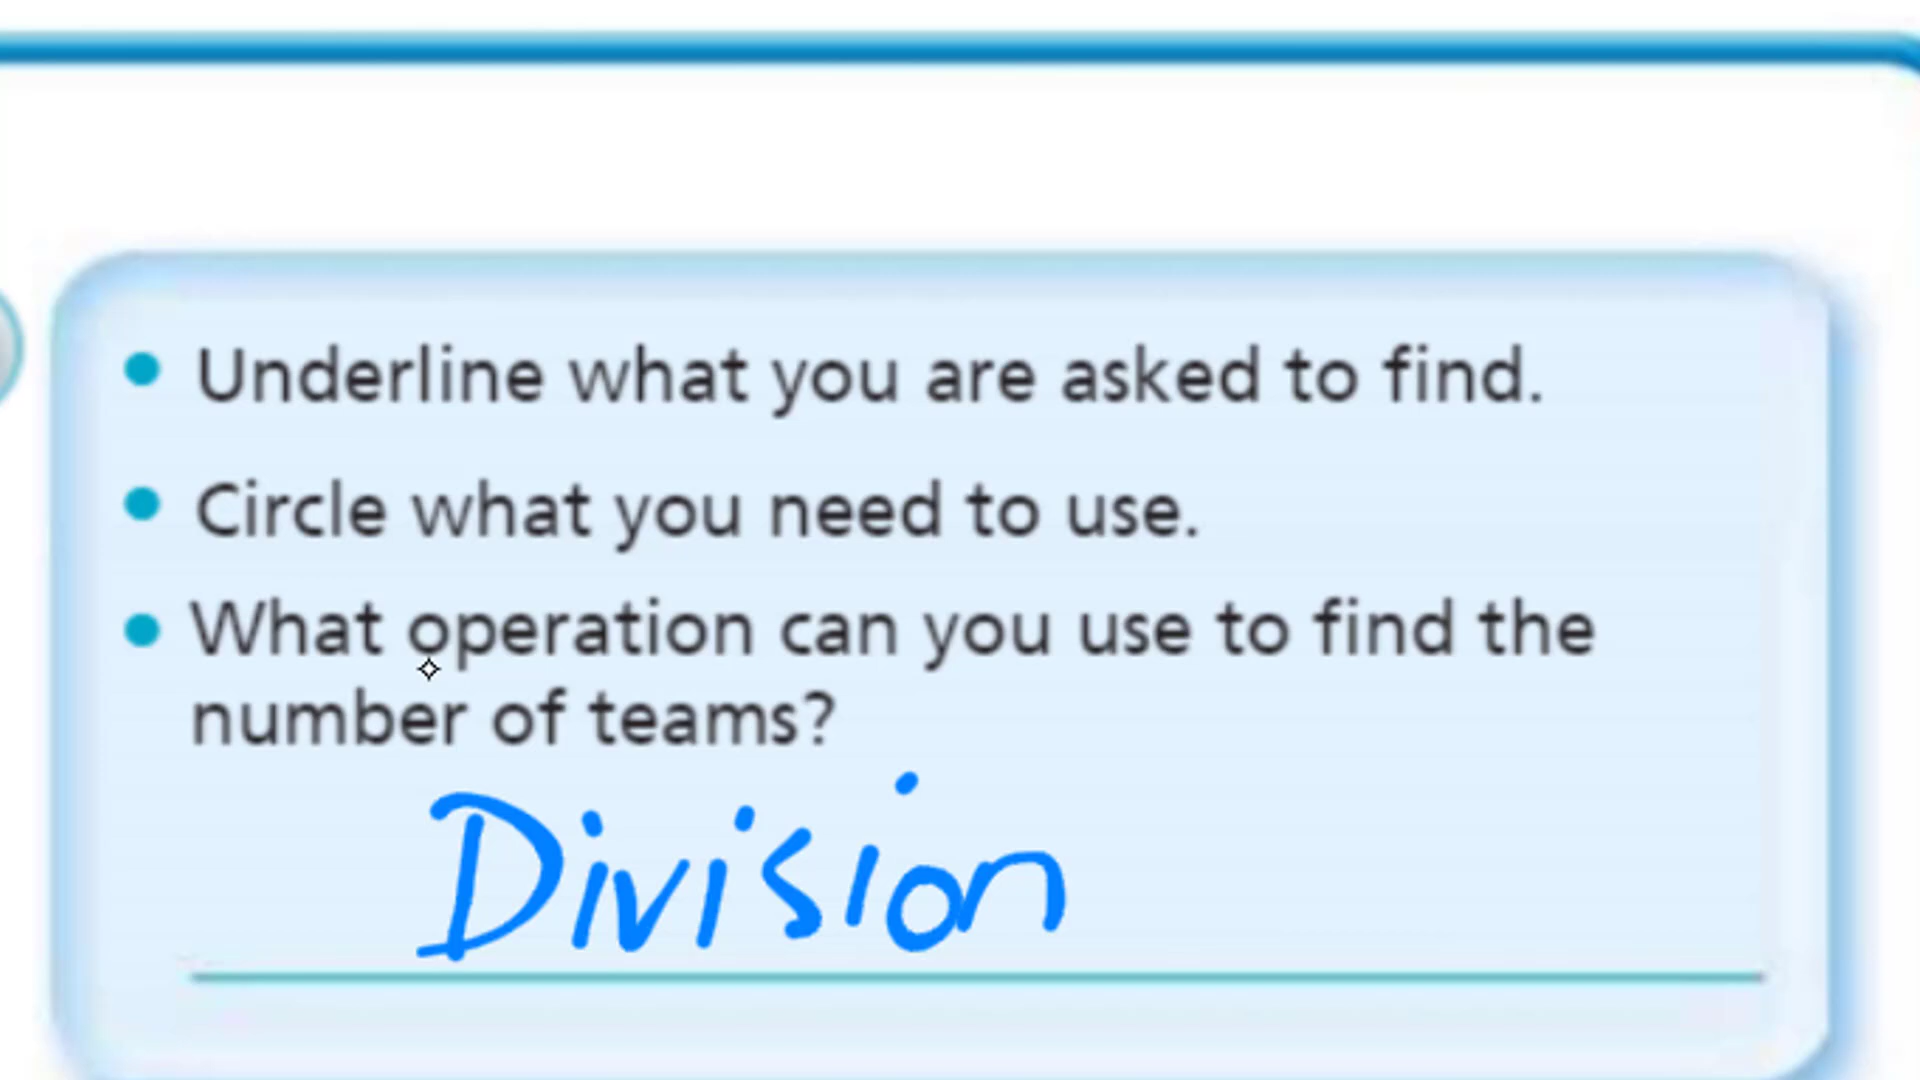 Underline what you are asked to find.
Circle what you need to use.
What operation can you use to find the
number of teams?
Division